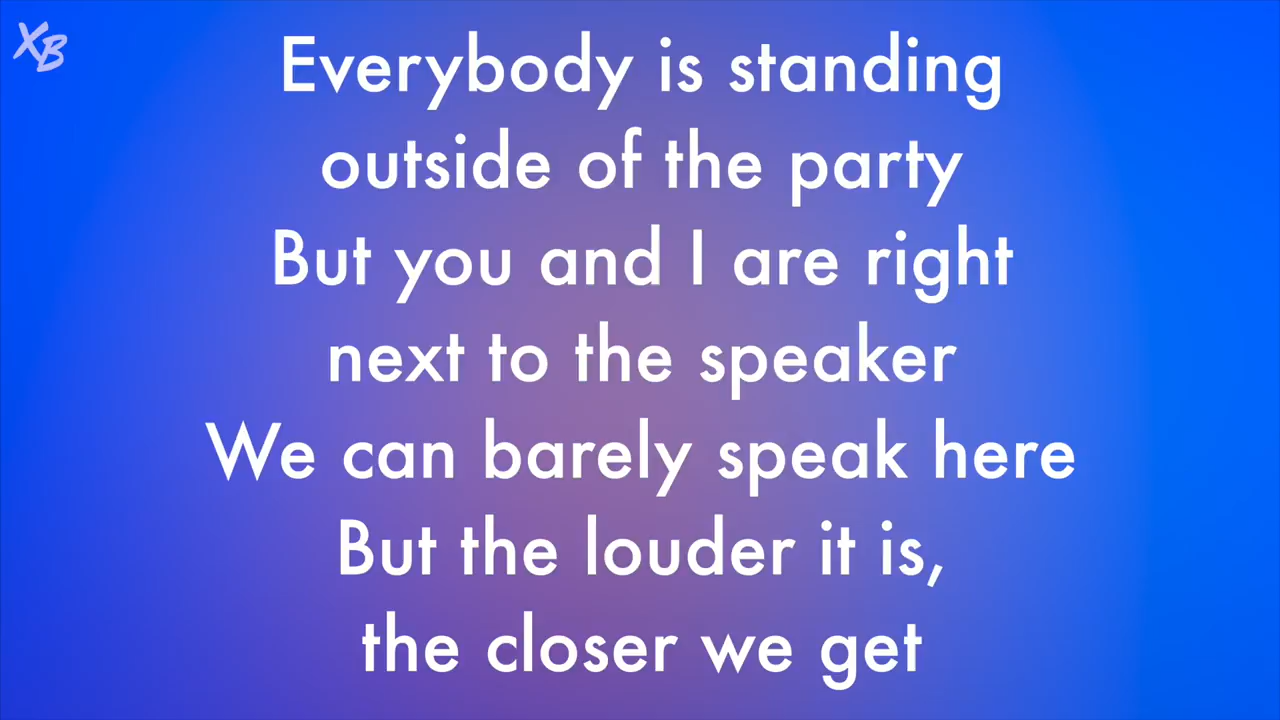 XB
Everybody is standing
outside of the party
But you and I are right
next to the speaker
We can barely speak here
But the louder it is,
the closer we get